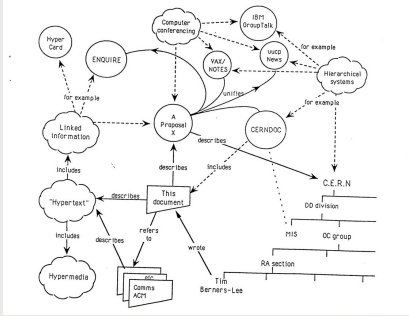 Computer
conferencing
IBM
GroupTalk
Hyper
Card
ENQUIRE
VAX/
NOTES
uucp
News
for example
Hierarchical
systems
for example
unifies
for example
Linked
information
A
Proposal
X
CERNDOC
describes
includes
describes
C.E.R.N
includes
This
document
describes
DD division
"Hypertext"
refers
to
includes
describes
wrote
MIS
OC group
RA section
Hypermedia
etc
Comms
ACM
Tim
Berners-Lee